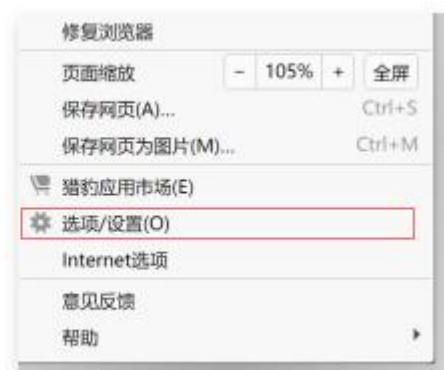 修复浏览器
页面缩放 - 105% + 全屏
保存网页(A)... Ctrl+S
保存网页为图片(M)... Ctrl+M
猎豹应用市场(E)
选项/设置(O)
Internet选项
意见反馈
帮助